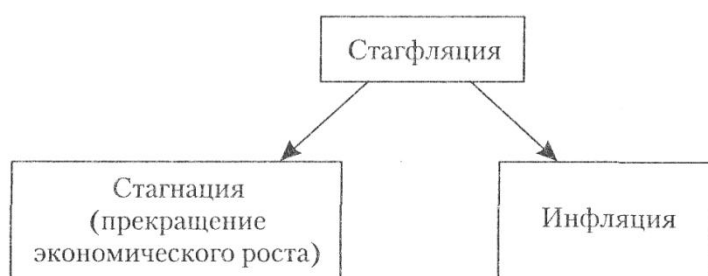 Стагфляция
Стагнация
(прекращение
экономического роста)
Инфляция